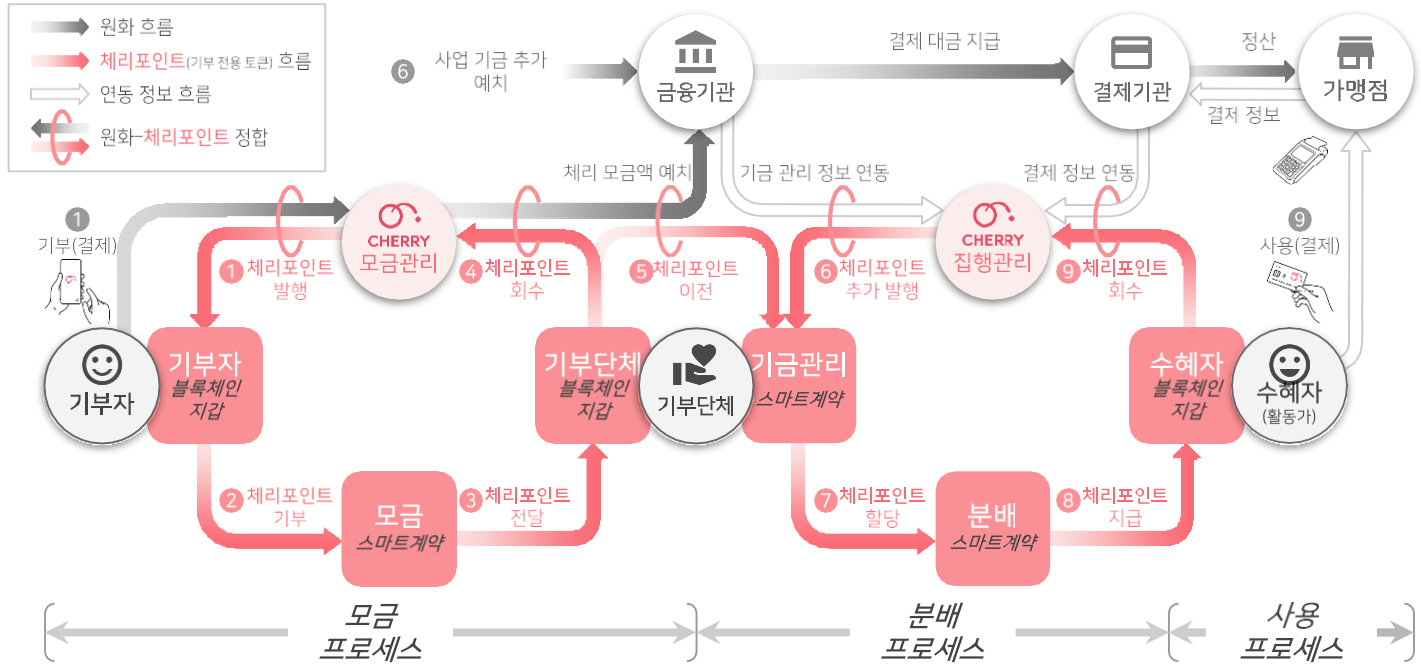 원화 흐름
체리포인트(기부 전용 토큰) 흐름
연동 정보 흐름
원화-체리포인트 정합
6 사업 기금 추가
예치
금융기관
결제 대금 지급
결제기관
정산
가맹점
결제 정보
체리 모금액 예치
기금 관리 정보 연동
결제 정보 연동
1
기부(결제)
CHERRY
모금관리
CHERRY
집행관리
9
사용(결제)
1 체리포인트
발행
4 체리포인트
회수
5 체리포인트
이전
6 체리포인트
추가 발행
9 체리포인트
회수
기부자
기부자
블록체인
지갑
기부단체
블록체인
지갑
기부단체
기금관리
스마트계약
수혜자
블록체인
지갑
수혜자
(활동가)
2 체리포인트
기부
모금
스마트계약
3 체리포인트
전달
7 체리포인트
할당
분배
스마트계약
8 체리포인트
지급
모금
프로세스
분배
프로세스
사용
프로세스